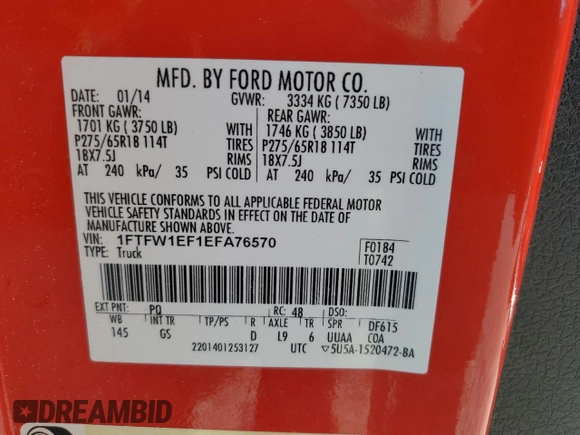 MFD. BY FORD MOTOR CO.
DATE: 01/14 GVWR: 3334 KG ( 7350 LB)
FRONT GAWR: REAR GAWR:
1701 KG ( 3750 LB) WITH 1746 KG ( 3850 LB) WITH
P275/65R18 114T TIRES P275/65R18 114T TIRES
18X7.5J RIMS 18X7.5J RIMS
AT 240 kPa/ 35 PSI COLD AT 240 kPa/ 35 PSI COLD
THIS VEHICLE CONFORMS TO ALL APPLICABLE FEDERAL MOTOR
VEHICLE SAFETY STANDARDS IN EFFECT ON THE DATE OF
MANUFACTURE SHOWN ABOVE.
VIN: 1FTFW1EF1EFA76570 F0184
TYPE: Truck T0742
EXT PNT: PQ RC: 48 DSO:
WB INT TR TP/PS R AXLE TR SPR DF615
145 GS D L9 6 UUAA COA
2201401253127 UTC ▽5U5A-1520472-BA
DREAMBID